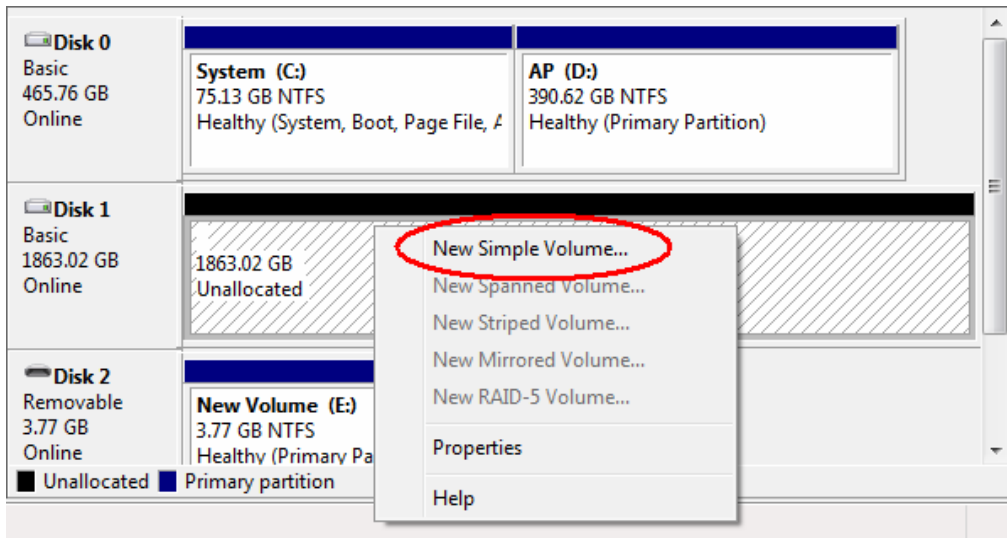 Disk 0
Basic
465.76 GB
Online
System (C:)
75.13 GB NTFS
Healthy (System, Boot, Page File, A
AP (D:)
390.62 GB NTFS
Healthy (Primary Partition)
Disk 1
Basic
1863.02 GB
Online
1863.02 GB
Unallocated
New Simple Volume...
New Spanned Volume...
New Striped Volume...
New Mirrored Volume...
New RAID-5 Volume...
Properties
Help
Disk 2
Removable
3.77 GB
Online
New Volume (E:)
3.77 GB NTFS
Healthy (Primary Pa
Unallocated Primary partition